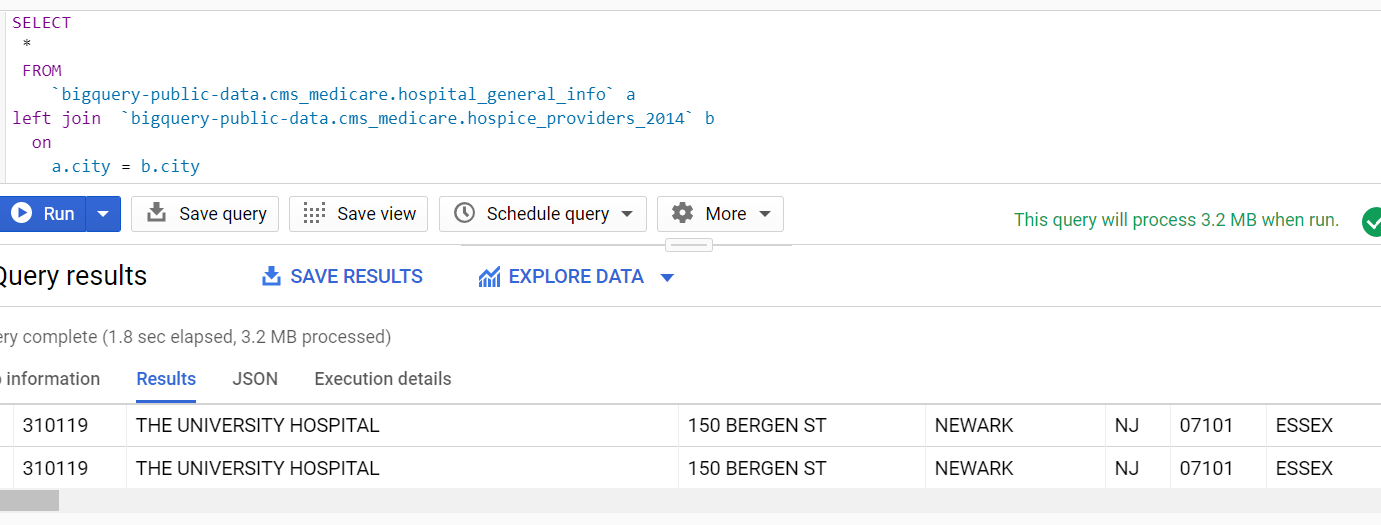 SELECT
*
FROM
`bigquery-public-data.cms_medicare.hospital_general_info` a
left join `bigquery-public-data.cms_medicare.hospice_providers_2014` b
on
a.city = b.city
Run Save query Save view Schedule query More This query will process 3.2 MB when run.
Query results SAVE RESULTS EXPLORE DATA
ery complete (1.8 sec elapsed, 3.2 MB processed)
information Results JSON Execution details
310119 THE UNIVERSITY HOSPITAL 150 BERGEN ST NEWARK NJ 07101 ESSEX
310119 THE UNIVERSITY HOSPITAL 150 BERGEN ST NEWARK NJ 07101 ESSEX